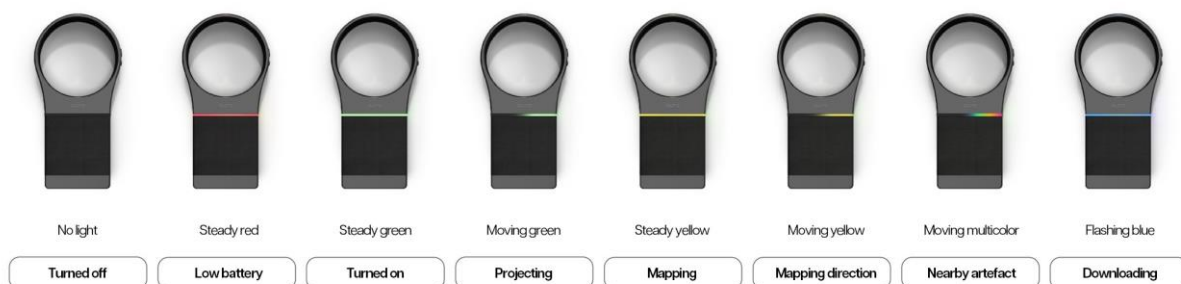 No light
Steady red
Steady green
Moving green
Steady yellow
Moving yellow
Moving multicolor
Flashing blue
Turned off
Low battery
Turned on
Projecting
Mapping
Mapping direction
Nearby artefact
Downloading